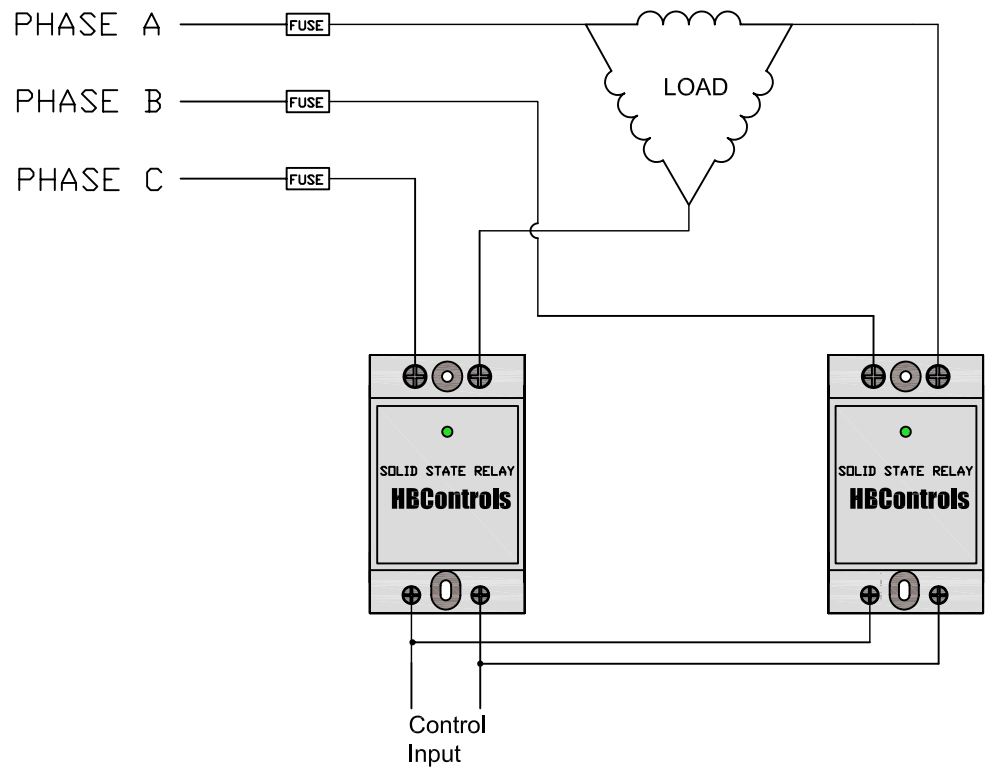 PHASE A
FUSE
LOAD
PHASE B
FUSE
PHASE C
FUSE
SOLID STATE RELAY
HBControls
SOLID STATE RELAY
HBControls
Control
Input